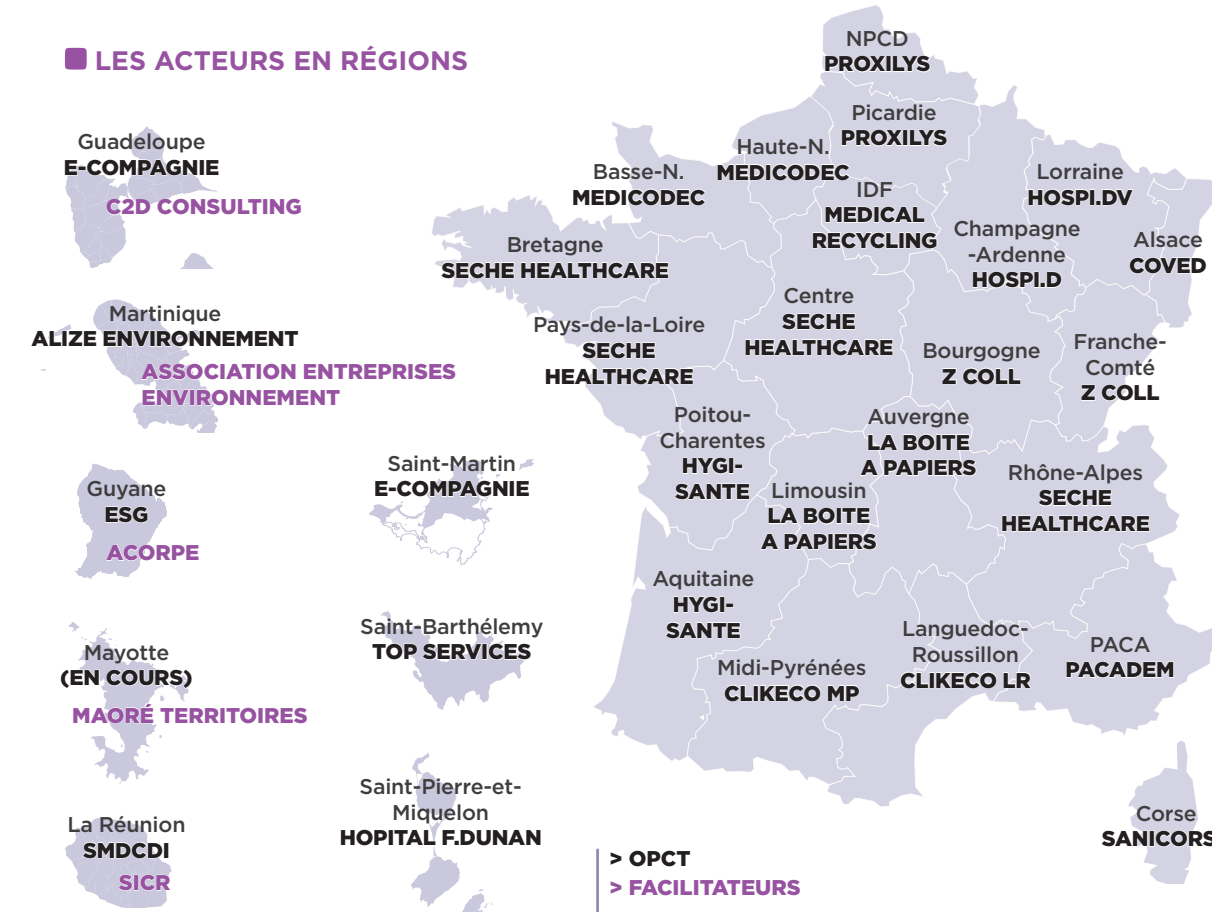 LES ACTEURS EN RÉGIONS
Guadeloupe
E-COMPAGNIE
C2D CONSULTING
Martinique
ALIZE ENVIRONNEMENT
ASSOCIATION ENTREPRISES
ENVIRONNEMENT
Guyane
ESG
ACORPE
Mayotte
(EN COURS)
MAORÉ TERRITOIRES
La Réunion
SMDCDI
SICR
Saint-Martin
E-COMPAGNIE
Saint-Barthélemy
TOP SERVICES
Saint-Pierre-et-
Miquelon
HOPITAL F.DUNAN
NPCD
PROXILYS
Picardie
PROXILYS
Haute-N.
MEDICODEC
Basse-N.
MEDICODEC
IDF
MEDICAL
RECYCLING
Lorraine
HOSPI.DV
Champagne
-Ardenne
HOSPI.D
Alsace
COVED
Bretagne
SECHE HEALTHCARE
Pays-de-la-Loire
SECHE
HEALTHCARE
Centre
SECHE
HEALTHCARE
Bourgogne
Z COLL
Franche-
Comté
Z COLL
Poitou-
Charentes
HYGI-
SANTE
Auvergne
LA BOITE
A PAPIERS
Limousin
LA BOITE
A PAPIERS
Rhône-Alpes
SECHE
HEALTHCARE
Aquitaine
HYGI-
SANTE
Midi-Pyrénées
CLIKECO MP
Languedoc-
Roussillon
CLIKECO LR
PACA
PACADEM
Corse
SANICORS
> OPCT
> FACILITATEURS